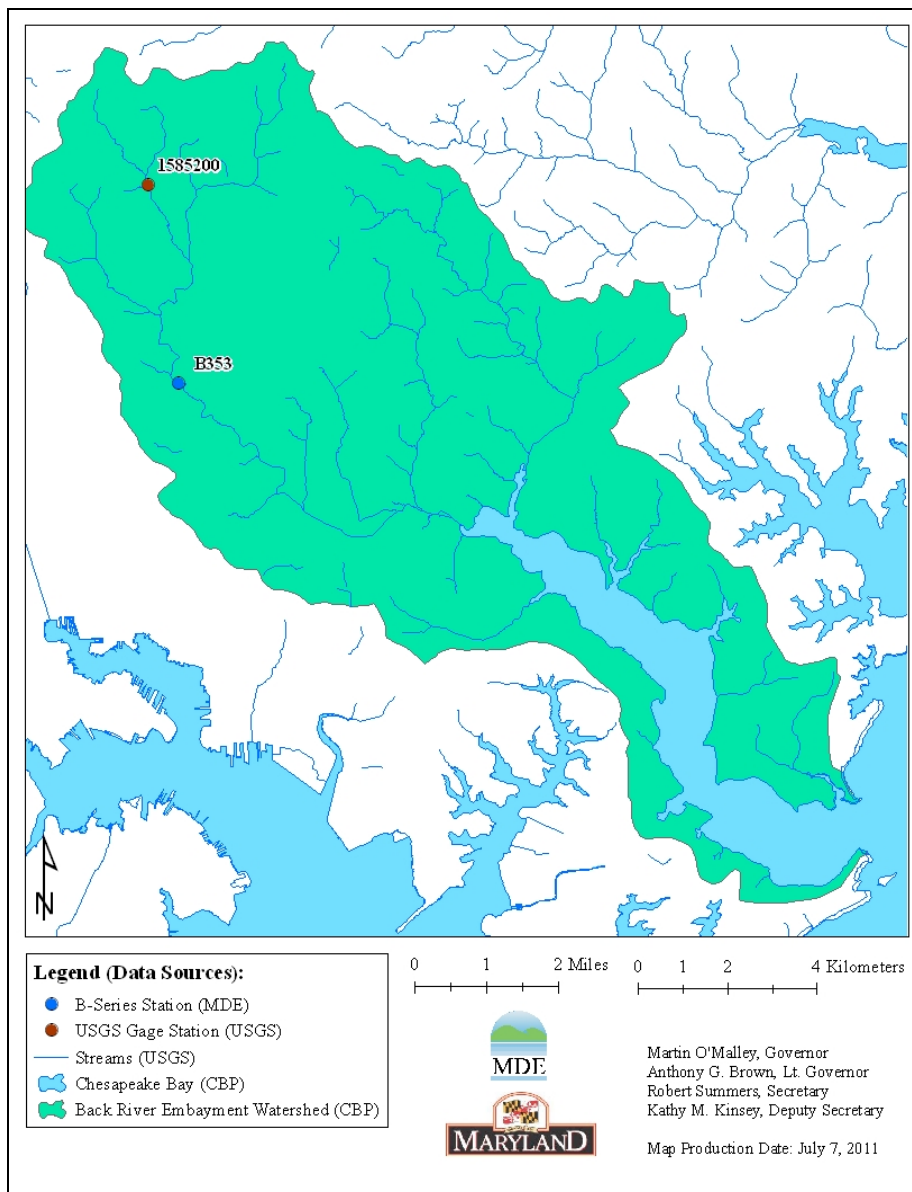 1585200
B353
N
Legend (Data Sources):
B-Series Station (MDE)
USGS Gage Station (USGS)
Streams (USGS)
Chesapeake Bay (CBP)
Back River Embayment Watershed (CBP)
0 1 2 Miles
0 1 2 4 Kilometers
MDE
MARYLAND
Martin O'Malley, Governor
Anthony G. Brown, Lt. Governor
Robert Summers, Secretary
Kathy M. Kinsey, Deputy Secretary
Map Production Date: July 7, 2011